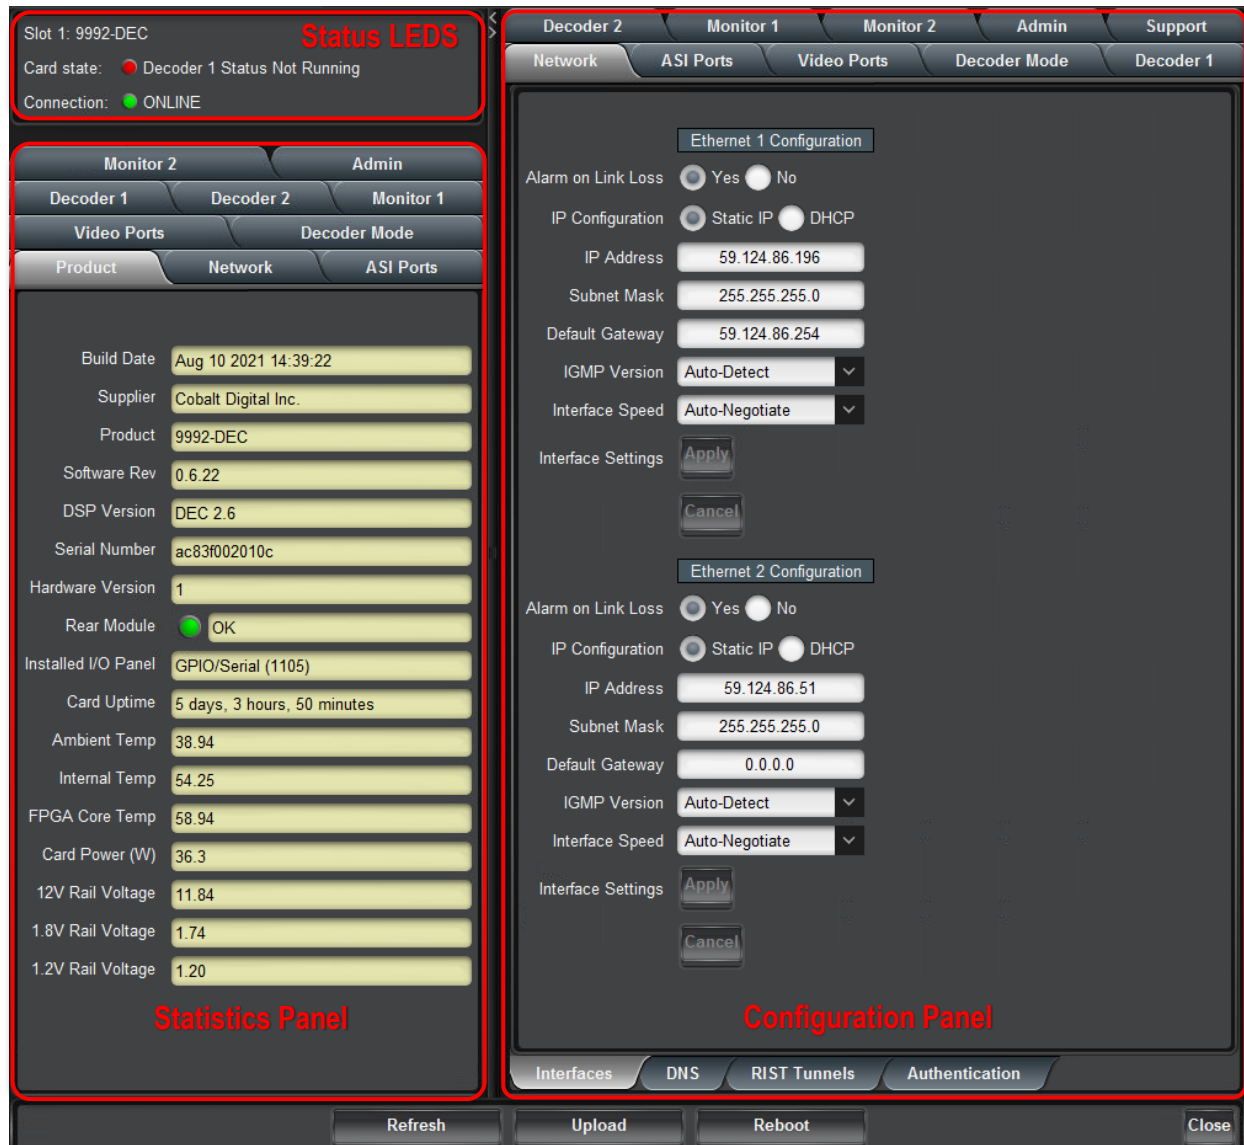 Slot 1: 9992-DEC
Status LEDS
Card state: Decoder 1 Status Not Running
Connection: ONLINE
Monitor 2 Admin
Decoder 1 Decoder 2 Monitor 1
Video Ports Decoder Mode
Product Network ASI Ports
Build Date Aug 10 2021 14:39:22
Supplier Cobalt Digital Inc.
Product 9992-DEC
Software Rev 0.6.22
DSP Version DEC 2.6
Serial Number ac83f002010c
Hardware Version 1
Rear Module OK
Installed I/O Panel GPIO/Serial (1105)
Card Uptime 5 days, 3 hours, 50 minutes
Ambient Temp 38.94
Internal Temp 54.25
FPGA Core Temp 58.94
Card Power (W) 36.3
12V Rail Voltage 11.84
1.8V Rail Voltage 1.74
1.2V Rail Voltage 1.20
Statistics Panel
Decoder 2 Monitor 1 Monitor 2 Admin Support
Network ASI Ports Video Ports Decoder Mode Decoder 1
Ethernet 1 Configuration
Alarm on Link Loss Yes No
IP Configuration Static IP DHCP
IP Address 59.124.86.196
Subnet Mask 255.255.255.0
Default Gateway 59.124.86.254
IGMP Version Auto-Detect
Interface Speed Auto-Negotiate
Interface Settings Apply
Cancel
Ethernet 2 Configuration
Alarm on Link Loss Yes No
IP Configuration Static IP DHCP
IP Address 59.124.86.51
Subnet Mask 255.255.255.0
Default Gateway 0.0.0.0
IGMP Version Auto-Detect
Interface Speed Auto-Negotiate
Interface Settings Apply
Cancel
Configuration Panel
Interfaces DNS RIST Tunnels Authentication
Refresh Upload Reboot Close